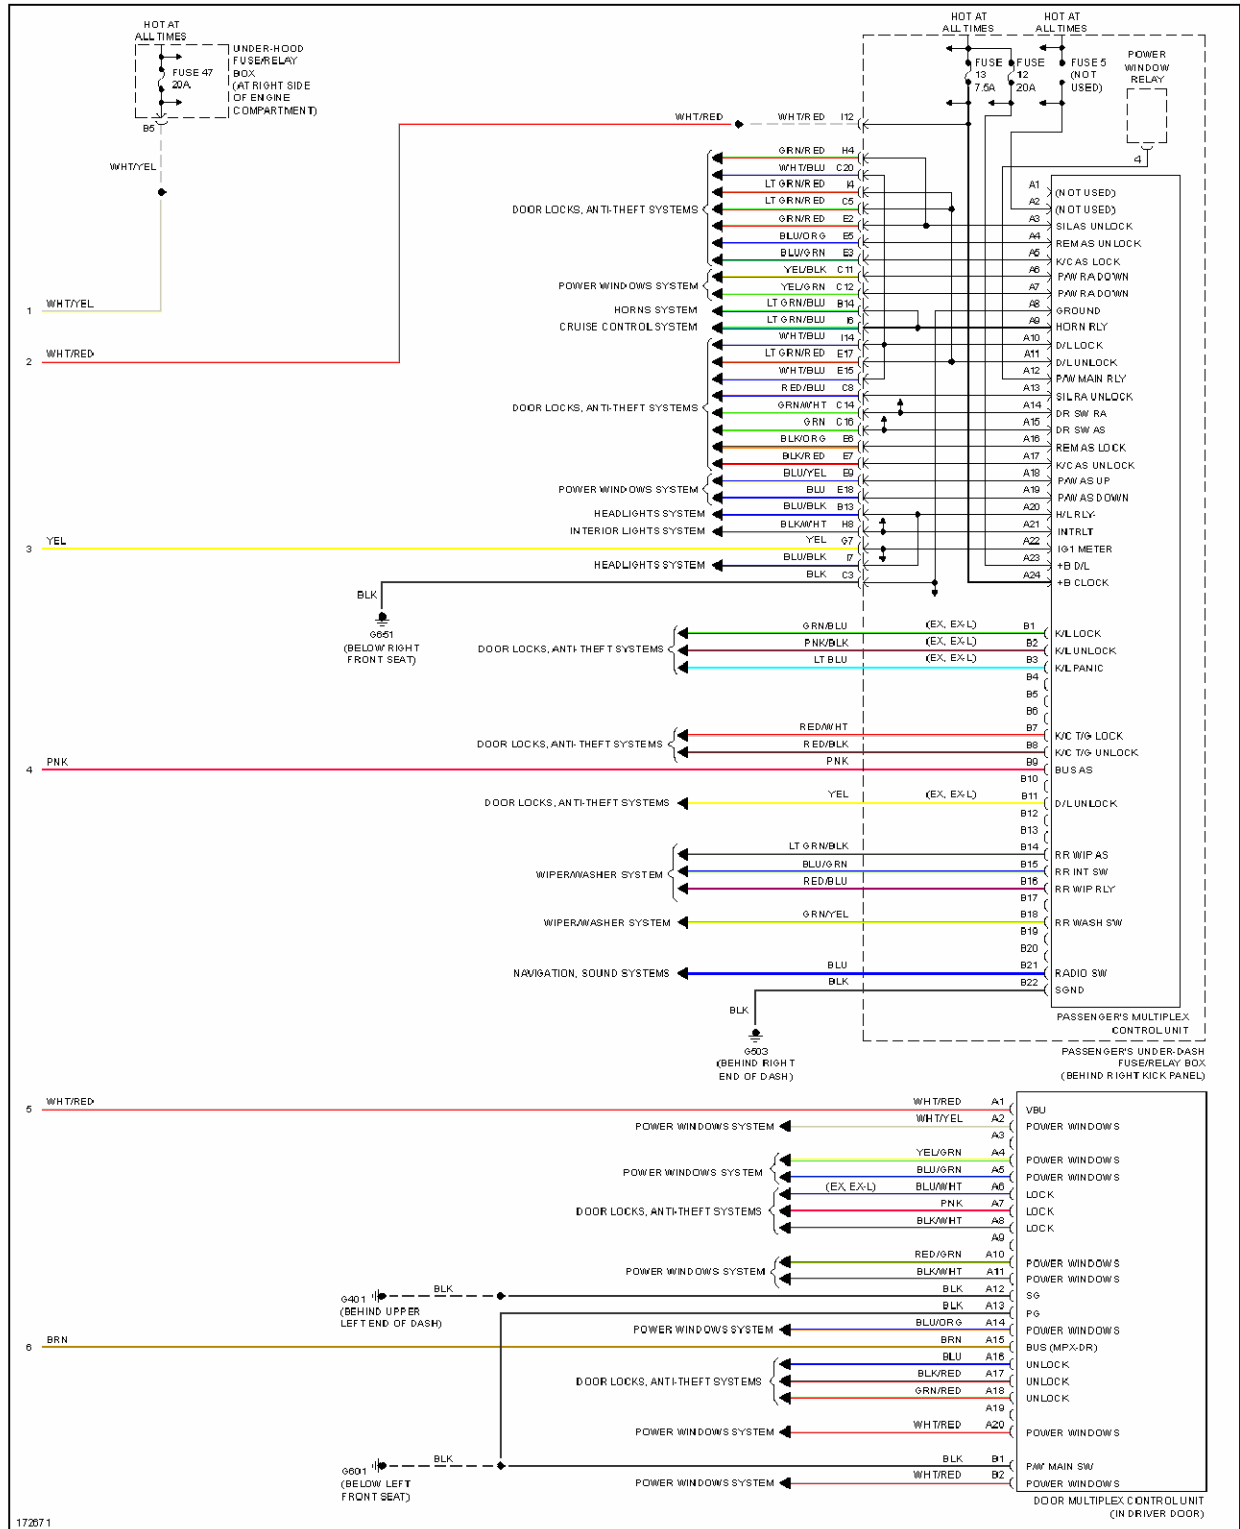 HOT AT
ALL TIMES
UNDER-HOOD
FUSE/RELAY
BOX
(AT RIGHT SIDE
OF ENGINE
COMPARTMENT)
FUSE 47
20A
B5
WHT/YEL
HOT AT
ALL TIMES
HOT AT
ALL TIMES
FUSE
13
7.5A
FUSE
12
20A
FUSE 5
(NOT
USED)
POWER
WINDOW
RELAY
4
WHT/RED WHT/RED I12
1 WHT/YEL
2 WHT/RED
3 YEL
4 PNK
5 WHT/RED
6 BRN
DOOR LOCKS, ANTI-THEFT SYSTEMS
GRN/RED H4
WHT/BLU C20
LT GRN/RED I4
LT GRN/RED C5
GRN/RED E2
BLU/ORG E5
BLU/GRN E3
POWER WINDOWS SYSTEM
YEL/BLK C11
YEL/GRN C12
HORNS SYSTEM LT GRN/BLU B14
CRUISE CONTROL SYSTEM LT GRN/BLU I6
DOOR LOCKS, ANTI-THEFT SYSTEMS
WHT/BLU I14
LT GRN/RED E17
WHT/BLU E15
RED/BLU C8
GRN/WHT C14
GRN C16
BLK/ORG E6
BLK/RED E7
POWER WINDOWS SYSTEM
BLU/YEL E9
BLU E18
HEADLIGHTS SYSTEM BLU/BLK B13
INTERIOR LIGHTS SYSTEM BLK/WHT H8
YEL G7
HEADLIGHTS SYSTEM BLU/BLK I7
BLK C3
BLK
G651
(BELOW RIGHT
FRONT SEAT)
A1 (NOT USED)
A2 (NOT USED)
A3 SIL AS UNLOCK
A4 REM AS UNLOCK
A5 K/C AS LOCK
A6 P/W RA DOWN
A7 P/W RA DOWN
A8 GROUND
A9 HORN RLY
A10 D/L LOCK
A11 D/L UNLOCK
A12 P/W MAIN RLY
A13 SIL RA UNLOCK
A14 DR SW RA
A15 DR SW AS
A16 REM AS LOCK
A17 K/C AS UNLOCK
A18 P/W AS UP
A19 P/W AS DOWN
A20 H/L RLY-
A21 INTRLT
A22 IG1 METER
A23 +B D/L
A24 +B CLOCK
DOOR LOCKS, ANTI-THEFT SYSTEMS
GRN/BLU (EX, EX-L) B1 K/L LOCK
PNK/BLK (EX, EX-L) B2 K/L UNLOCK
LT BLU (EX, EX-L) B3 K/L PANIC
B4
B5
B6
DOOR LOCKS, ANTI-THEFT SYSTEMS
RED/WHT B7 K/C T/G LOCK
RED/BLK B8 K/C T/G UNLOCK
PNK B9 BUS AS
B10
DOOR LOCKS, ANTI-THEFT SYSTEMS YEL (EX, EX-L) B11 D/L UNLOCK
B12
B13
WIPER/WASHER SYSTEM
LT GRN/BLK B14 RR WIP AS
BLU/GRN B15 RR INT SW
RED/BLU B16 RR WIP RLY
B17
WIPER/WASHER SYSTEM GRN/YEL B18 RR WASH SW
B19
B20
NAVIGATION, SOUND SYSTEMS BLU B21 RADIO SW
BLK B22 SGND
BLK
G503
(BEHIND RIGHT
END OF DASH)
PASSENGER'S MULTIPLEX
CONTROL UNIT
PASSENGER'S UNDER-DASH
FUSE/RELAY BOX
(BEHIND RIGHT KICK PANEL)
WHT/RED A1 VBU
POWER WINDOWS SYSTEM WHT/YEL A2 POWER WINDOWS
A3
POWER WINDOWS SYSTEM
YEL/GRN A4 POWER WINDOWS
BLU/GRN A5 POWER WINDOWS
DOOR LOCKS, ANTI-THEFT SYSTEMS
(EX, EX-L) BLU/WHT A6 LOCK
PNK A7 LOCK
BLK/WHT A8 LOCK
A9
POWER WINDOWS SYSTEM
RED/GRN A10 POWER WINDOWS
BLK/WHT A11 POWER WINDOWS
G401
(BEHIND UPPER
LEFT END OF DASH)
BLK
BLK A12 SG
BLK A13 PG
POWER WINDOWS SYSTEM BLU/ORG A14 POWER WINDOWS
BRN A15 BUS (MPX-DR)
DOOR LOCKS, ANTI-THEFT SYSTEMS
BLU A16 UNLOCK
BLK/RED A17 UNLOCK
GRN/RED A18 UNLOCK
A19
POWER WINDOWS SYSTEM WHT/RED A20 POWER WINDOWS
G601
(BELOW LEFT
FRONT SEAT)
BLK
BLK B1 P/W MAIN SW
POWER WINDOWS SYSTEM WHT/RED B2 POWER WINDOWS
DOOR MULTIPLEX CONTROL UNIT
(IN DRIVER DOOR)
172671